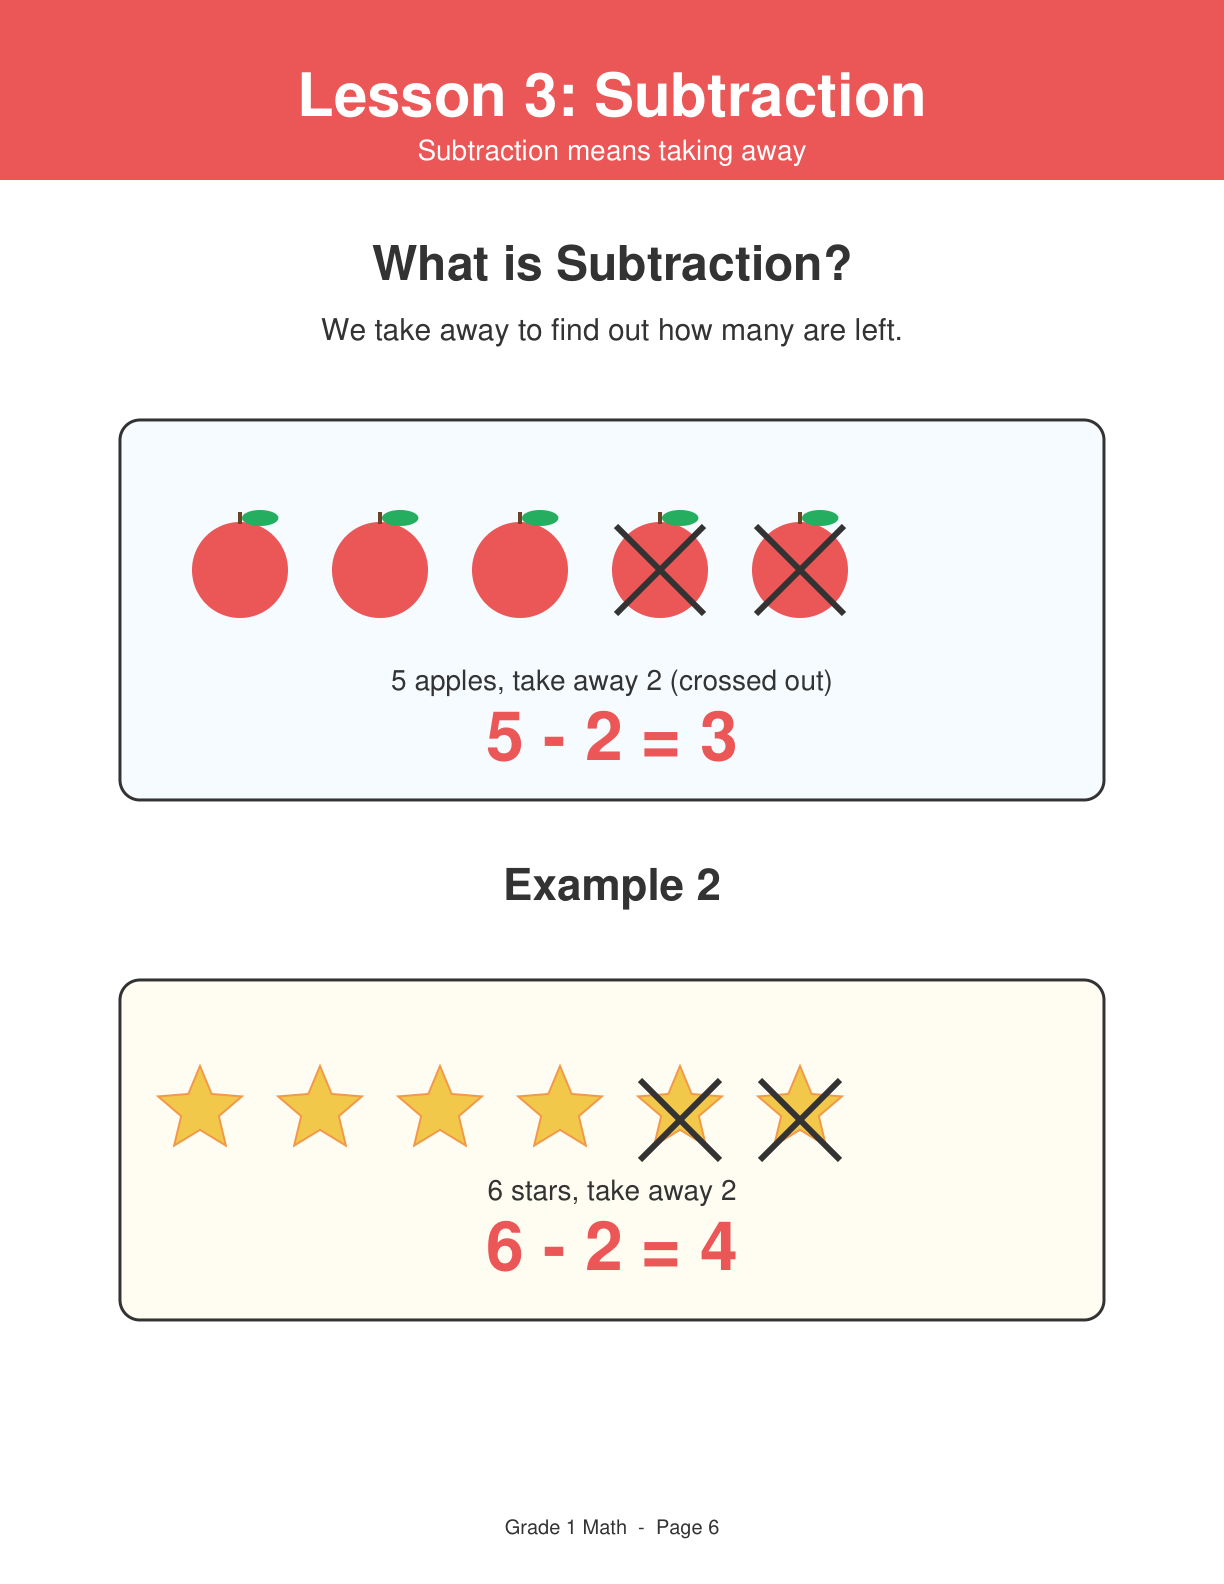 Lesson 3: Subtraction
Subtraction means taking away
What is Subtraction?
We take away to find out how many are left.
5 apples, take away 2 (crossed out)
5 - 2 = 3
Example 2
6 stars, take away 2
6 - 2 = 4
Grade 1 Math - Page 6